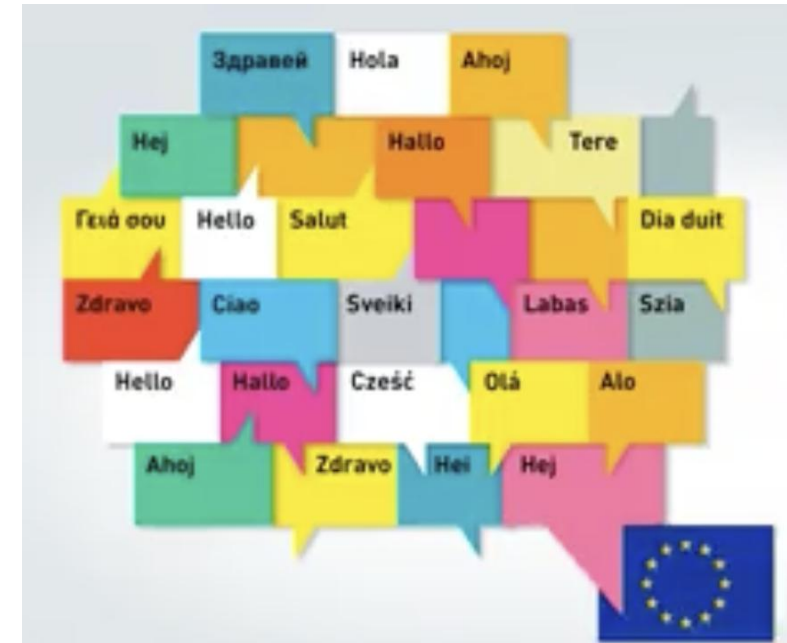 Здравей Hola Ahoj
Hej Hallo Tere
Γειά σου Hello Salut Dia duit
Zdravo Ciao Sveiki Labas Szia
Hello Hallo Cześć Olá Alo
Ahoj Zdravo Hei Hej